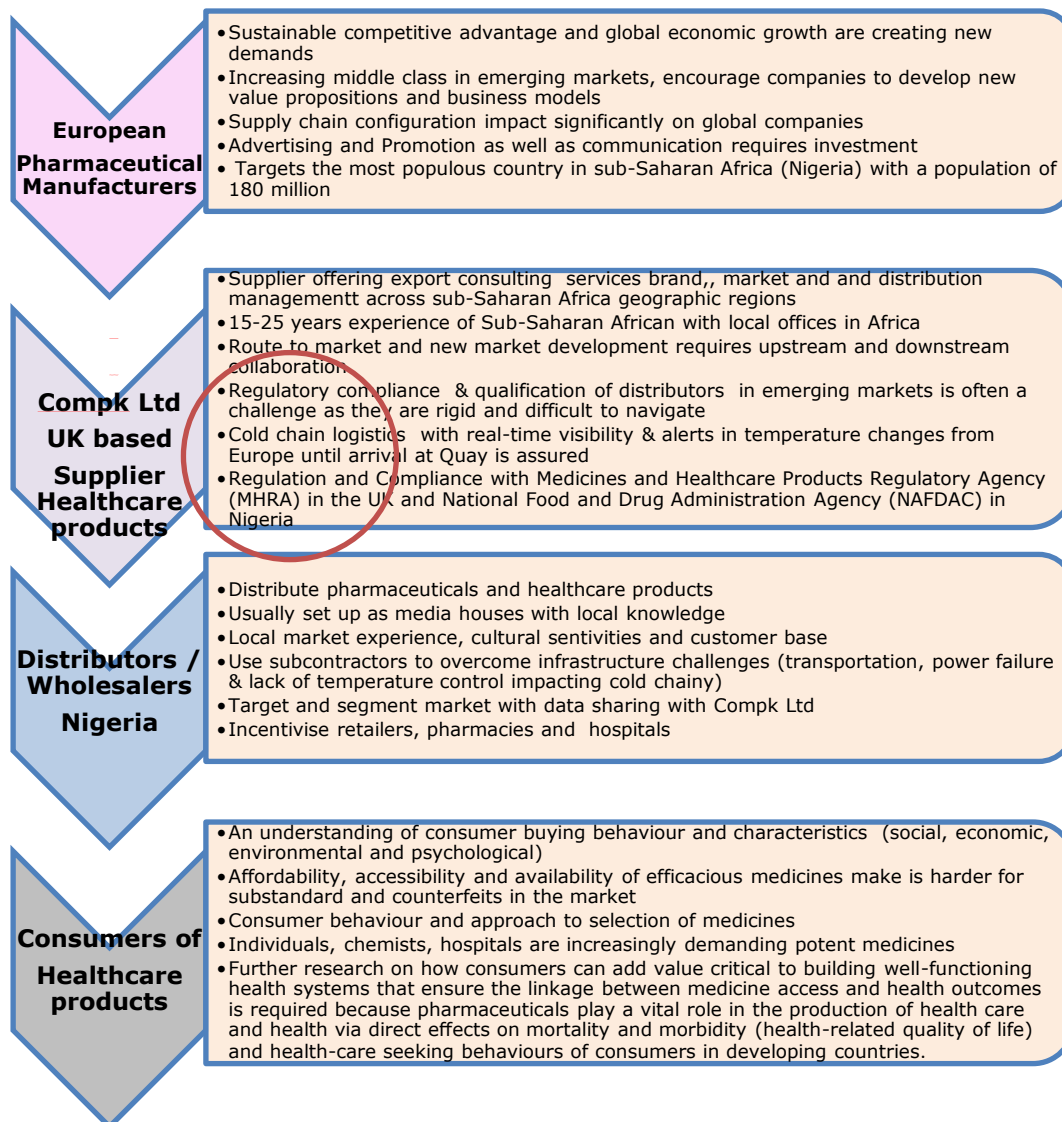 European
Pharmaceutical
Manufacturers
•Sustainable competitive advantage and global economic growth are creating new
demands
•Increasing middle class in emerging markets, encourage companies to develop new
value propositions and business models
•Supply chain configuration impact significantly on global companies
•Advertising and Promotion as well as communication requires investment
• Targets the most populous country in sub-Saharan Africa (Nigeria) with a population of
180 million
Compk Ltd
UK based
Supplier
Healthcare
products
•Supplier offering export consulting services brand,, market and and distribution
managementt across sub-Saharan Africa geographic regions
•15-25 years experience of Sub-Saharan African with local offices in Africa
•Route to market and new market development requires upstream and downstream
collaboration
•Regulatory compliance & qualification of distributors in emerging markets is often a
challenge as they are rigid and difficult to navigate
•Cold chain logistics with real-time visibility & alerts in temperature changes from
Europe until arrival at Quay is assured
•Regulation and Compliance with Medicines and Healthcare Products Regulatory Agency
(MHRA) in the UK and National Food and Drug Administration Agency (NAFDAC) in
Nigeria
Distributors /
Wholesalers
Nigeria
•Distribute pharmaceuticals and healthcare products
•Usually set up as media houses with local knowledge
•Local market experience, cultural sentivities and customer base
•Use subcontractors to overcome infrastructure challenges (transportation, power failure
& lack of temperature control impacting cold chainy)
•Target and segment market with data sharing with Compk Ltd
•Incentivise retailers, pharmacies and hospitals
Consumers of
Healthcare
products
•An understanding of consumer buying behaviour and characteristics (social, economic,
environmental and psychological)
•Affordability, accessibility and availability of efficacious medicines make is harder for
substandard and counterfeits in the market
•Consumer behaviour and approach to selection of medicines
•Individuals, chemists, hospitals are increasingly demanding potent medicines
•Further research on how consumers can add value critical to building well-functioning
health systems that ensure the linkage between medicine access and health outcomes
is required because pharmaceuticals play a vital role in the production of health care
and health via direct effects on mortality and morbidity (health-related quality of life)
and health-care seeking behaviours of consumers in developing countries.